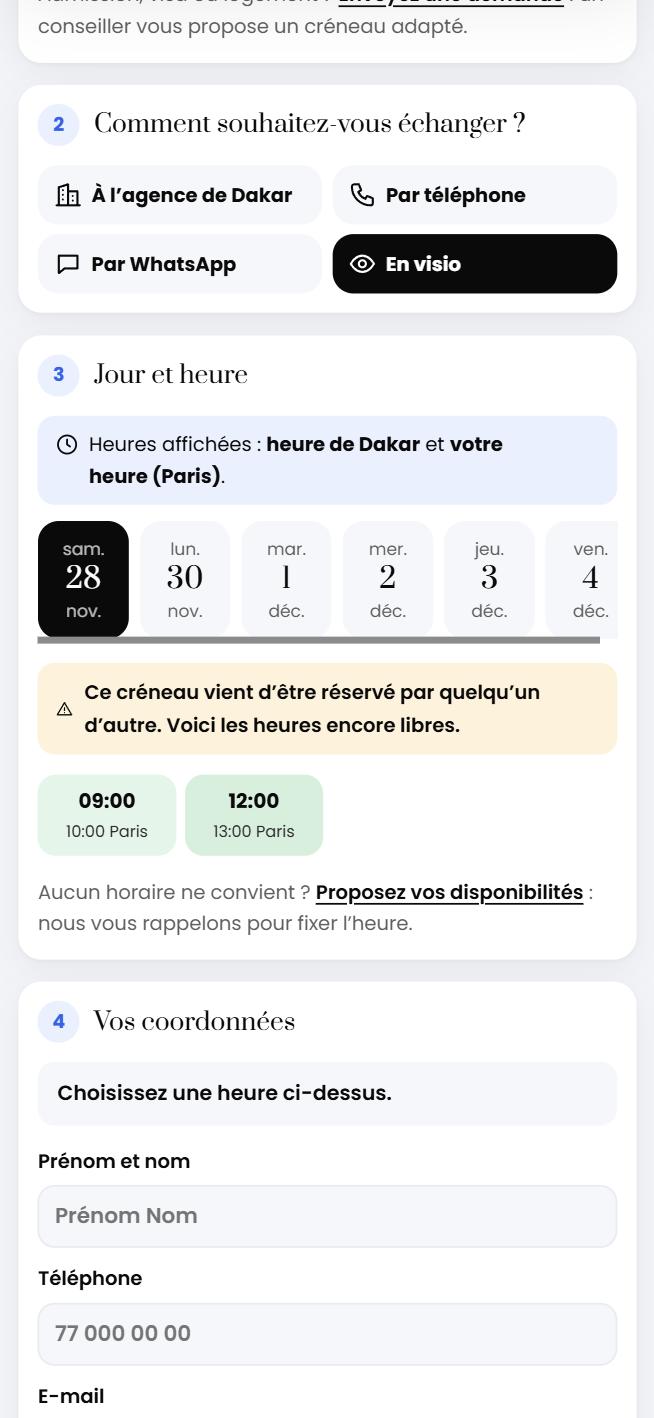 conseiller vous propose un créneau adapté.
2 Comment souhaitez-vous échanger ?
À l’agence de Dakar
Par téléphone
Par WhatsApp
En visio
3 Jour et heure
Heures affichées : heure de Dakar et votre
heure (Paris).
sam.
28
nov.
lun.
30
nov.
mar.
1
déc.
mer.
2
déc.
jeu.
3
déc.
ven.
4
déc.
Ce créneau vient d’être réservé par quelqu’un
d’autre. Voici les heures encore libres.
09:00
10:00 Paris
12:00
13:00 Paris
Aucun horaire ne convient ? Proposez vos disponibilités :
nous vous rappelons pour fixer l’heure.
4 Vos coordonnées
Choisissez une heure ci-dessus.
Prénom et nom
Prénom Nom
Téléphone
77 000 00 00
E-mail